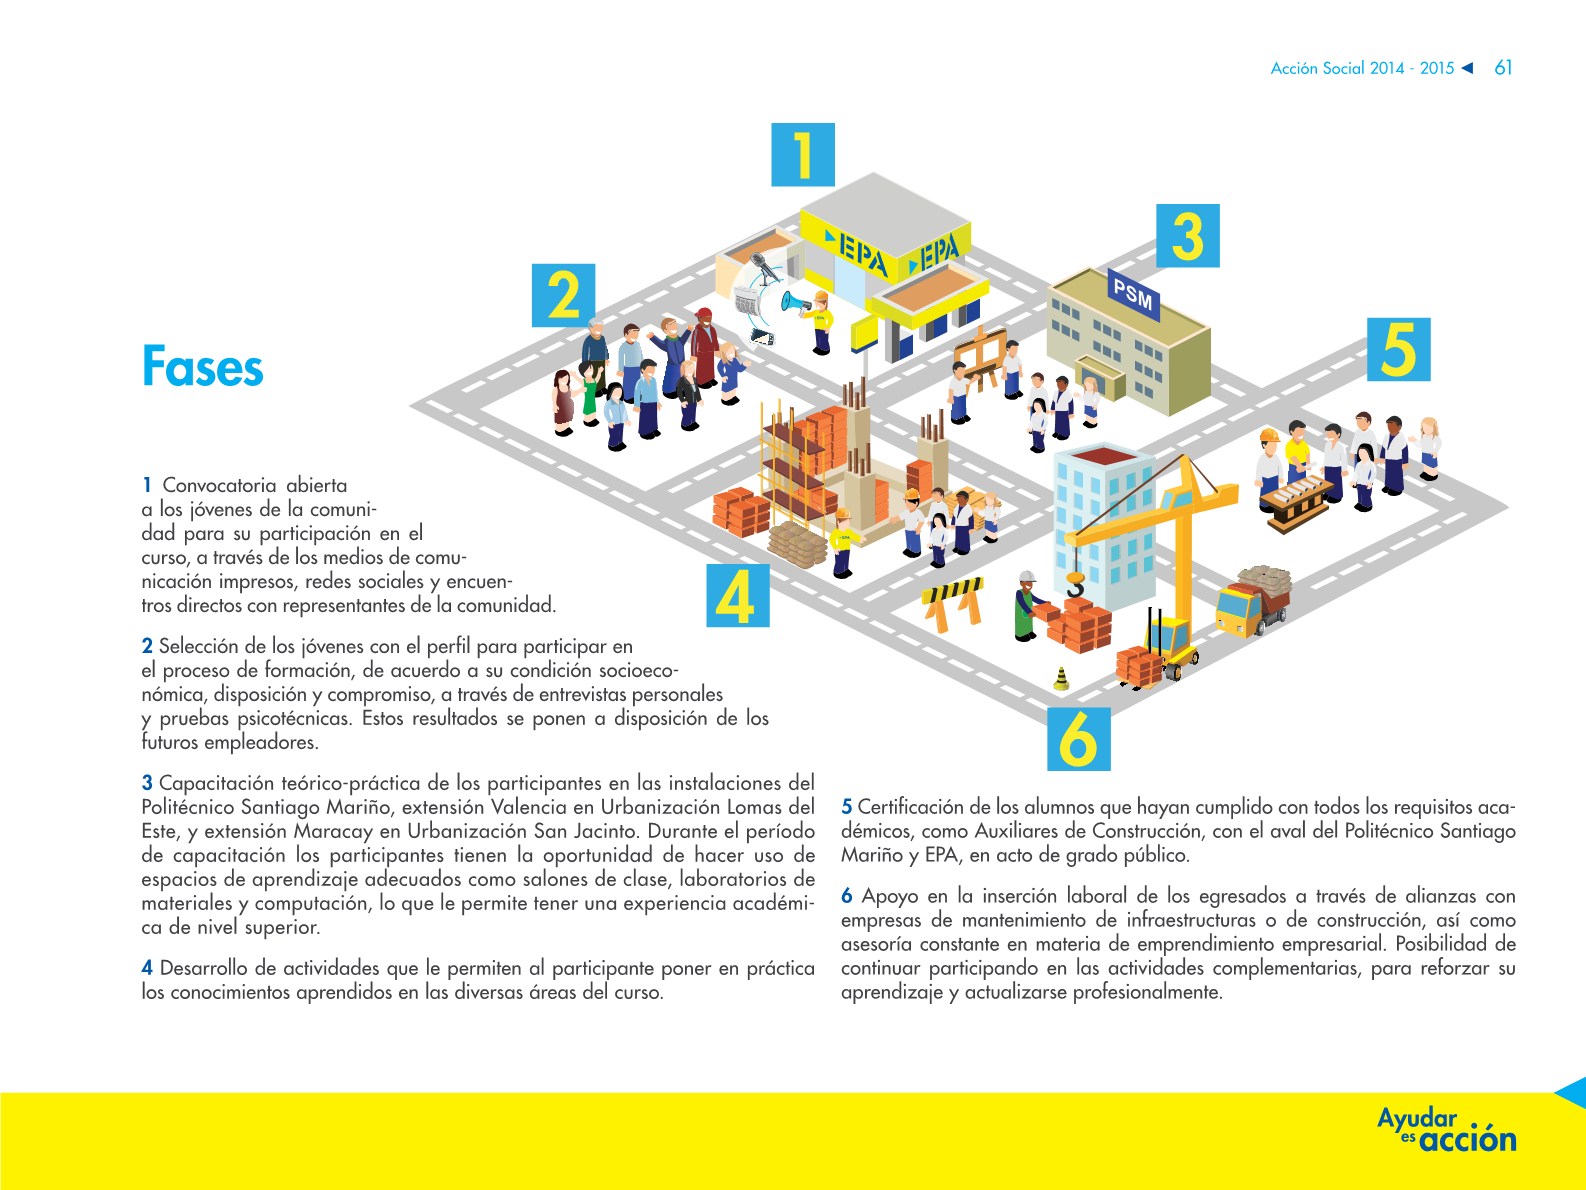 Acción Social 2014 - 2015 61
1
EPA
EPA
3
PSM
2
5
Fases
4
6
1 Convocatoria abierta
a los jóvenes de la comuni-
dad para su participación en el
curso, a través de los medios de comu-
nicación impresos, redes sociales y encuen-
tros directos con representantes de la comunidad.
2 Selección de los jóvenes con el perfil para participar en
el proceso de formación, de acuerdo a su condición socioeco-
nómica, disposición y compromiso, a través de entrevistas personales
y pruebas psicotécnicas. Estos resultados se ponen a disposición de los
futuros empleadores.
3 Capacitación teórico-práctica de los participantes en las instalaciones del
Politécnico Santiago Mariño, extensión Valencia en Urbanización Lomas del
Este, y extensión Maracay en Urbanización San Jacinto. Durante el período
de capacitación los participantes tienen la oportunidad de hacer uso de
espacios de aprendizaje adecuados como salones de clase, laboratorios de
materiales y computación, lo que le permite tener una experiencia académi-
ca de nivel superior.
4 Desarrollo de actividades que le permiten al participante poner en práctica
los conocimientos aprendidos en las diversas áreas del curso.
5 Certificación de los alumnos que hayan cumplido con todos los requisitos aca-
démicos, como Auxiliares de Construcción, con el aval del Politécnico Santiago
Mariño y EPA, en acto de grado público.
6 Apoyo en la inserción laboral de los egresados a través de alianzas con
empresas de mantenimiento de infraestructuras o de construcción, así como
asesoría constante en materia de emprendimiento empresarial. Posibilidad de
continuar participando en las actividades complementarias, para reforzar su
aprendizaje y actualizarse profesionalmente.
Ayudar
es acción